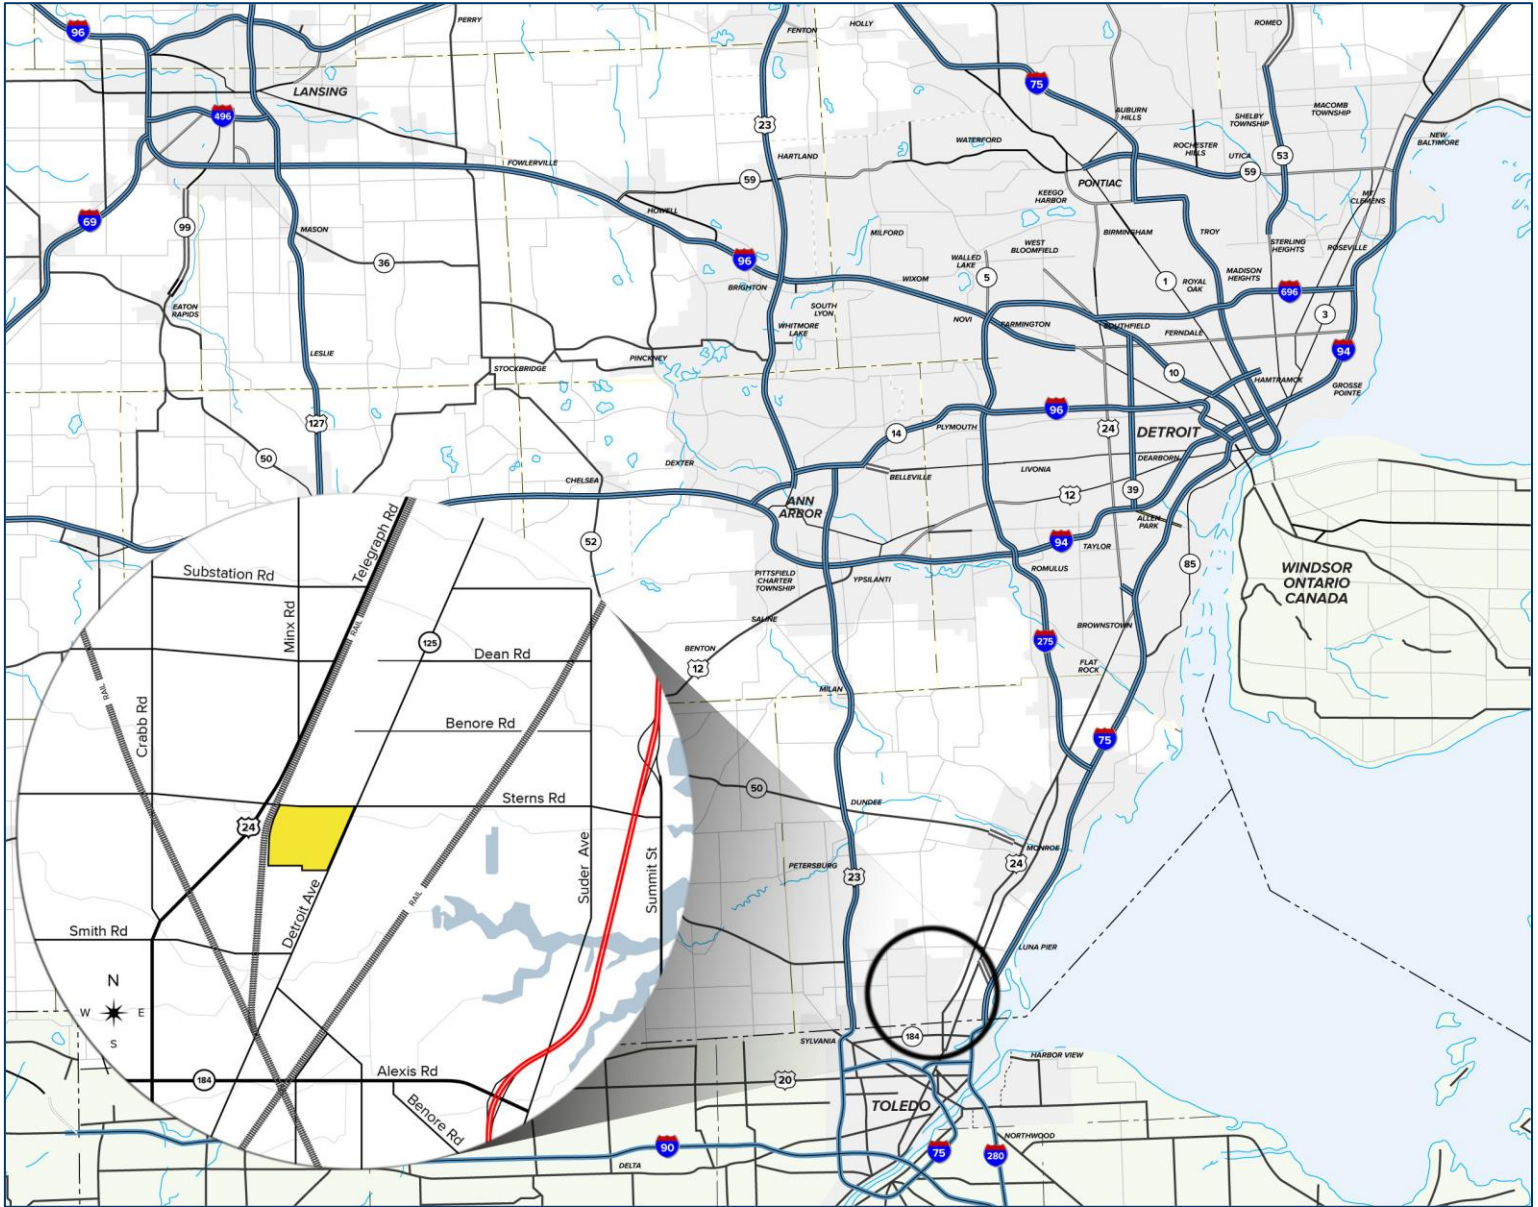 96
PERRY
FENTON
HOLLY
ROMEO
75
LANSING
496
23
AUBURN
HILLS
SHELBY
TOWNSHIP
MACOMB
TOWNSHIP
NEW
BALTIMORE
WATERFORD
ROCHESTER
HILLS
UTICA
53
59
FOWLERVILLE
HARTLAND
59
PONTIAC
KEEGO
HARBOR
MT
CLEMENS
69
99
MASON
HOWELL
MILFORD
WEST
BLOOMFIELD
BIRMINGHAM
TROY
STERLING
HEIGHTS
ROSEVILLE
36
96
BRIGHTON
WIXOM
WALLED
LAKE
5
1
ROYAL
OAK
MADISON
HEIGHTS
696
EATON
RAPIDS
SOUTH
LYON
WHITMORE
LAKE
NOVI
FARMINGTON
SOUTHFIELD
FERNDALE
3
94
LESLIE
STOCKBRIDGE
PINCKNEY
10
HAMTRAMCK
GROSSE
POINTE
127
96
14
PLYMOUTH
24
DETROIT
50
DEXTER
CHELSEA
BELLEVILLE
LIVONIA
DEARBORN
12
39
ANN
ARBOR
ALLEN
PARK
52
94
TAYLOR
85
WINDSOR
ONTARIO
CANADA
PITTSFIELD
CHARTER
TOWNSHIP
YPSILANTI
ROMULUS
SALINE
BROWNSTOWN
275
BENTON
12
FLAT
ROCK
MILAN
75
50
DUNDEE
MONROE
24
PETERSBURG
23
LUNA PIER
SYLVANIA
184
HARBOR VIEW
20
TOLEDO
NORTHWOOD
90
DELTA
75
280
Telegraph Rd
Substation Rd
Minx Rd
RAIL
125
Dean Rd
RAIL
Crabb Rd
Benore Rd
Sterns Rd
24
Suder Ave
Summit St
Detroit Ave
RAIL
Smith Rd
N
W
E
S
184
Alexis Rd
Benore Rd